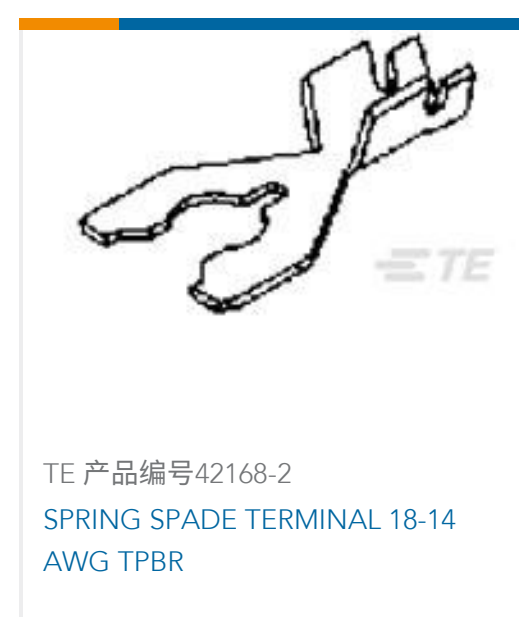 TE
TE 产品编号42168-2
SPRING SPADE TERMINAL 18-14
AWG TPBR